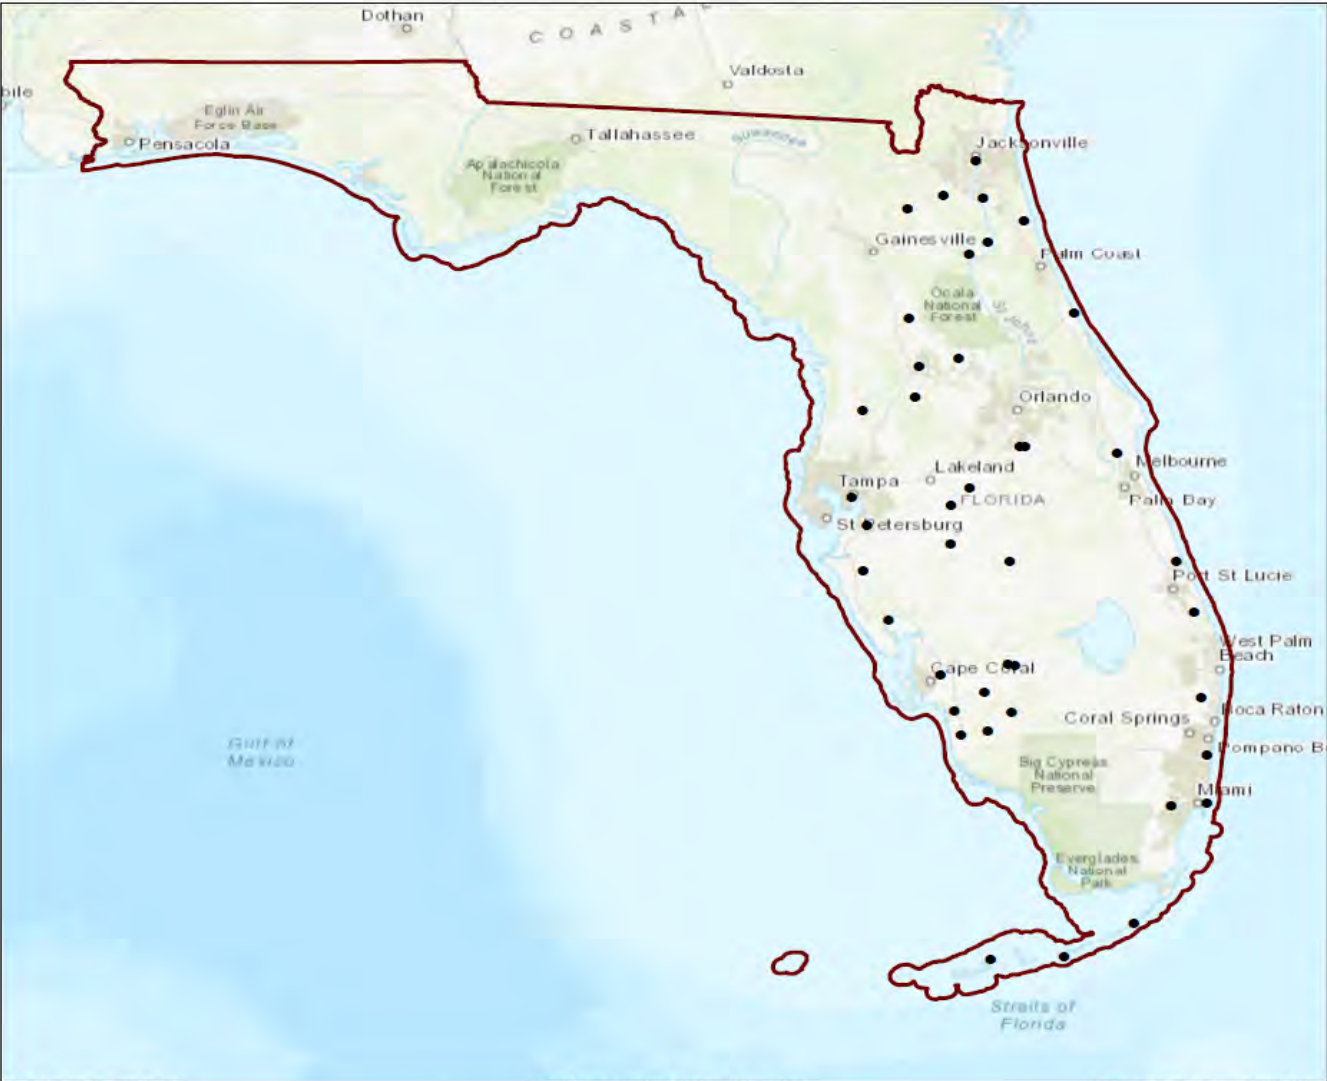 Dothan
C O A S T A L
Valdosta
bile
Eglin Air
Force Base
Pensacola
Tallahassee
Suwannee
Jacksonville
Apalachicola
National
Forest
Gainesville
Palm Coast
Ocala
National
Forest
St Johns
Orlando
Lakeland
Melbourne
Tampa
FLORIDA
Palm Bay
St Petersburg
Port St Lucie
West Palm
Beach
Cape Coral
Boca Raton
Coral Springs
Pompano B
Gulf of
Mexico
Big Cypress
National
Preserve
Miami
Everglades
National
Park
Straits of
Florida